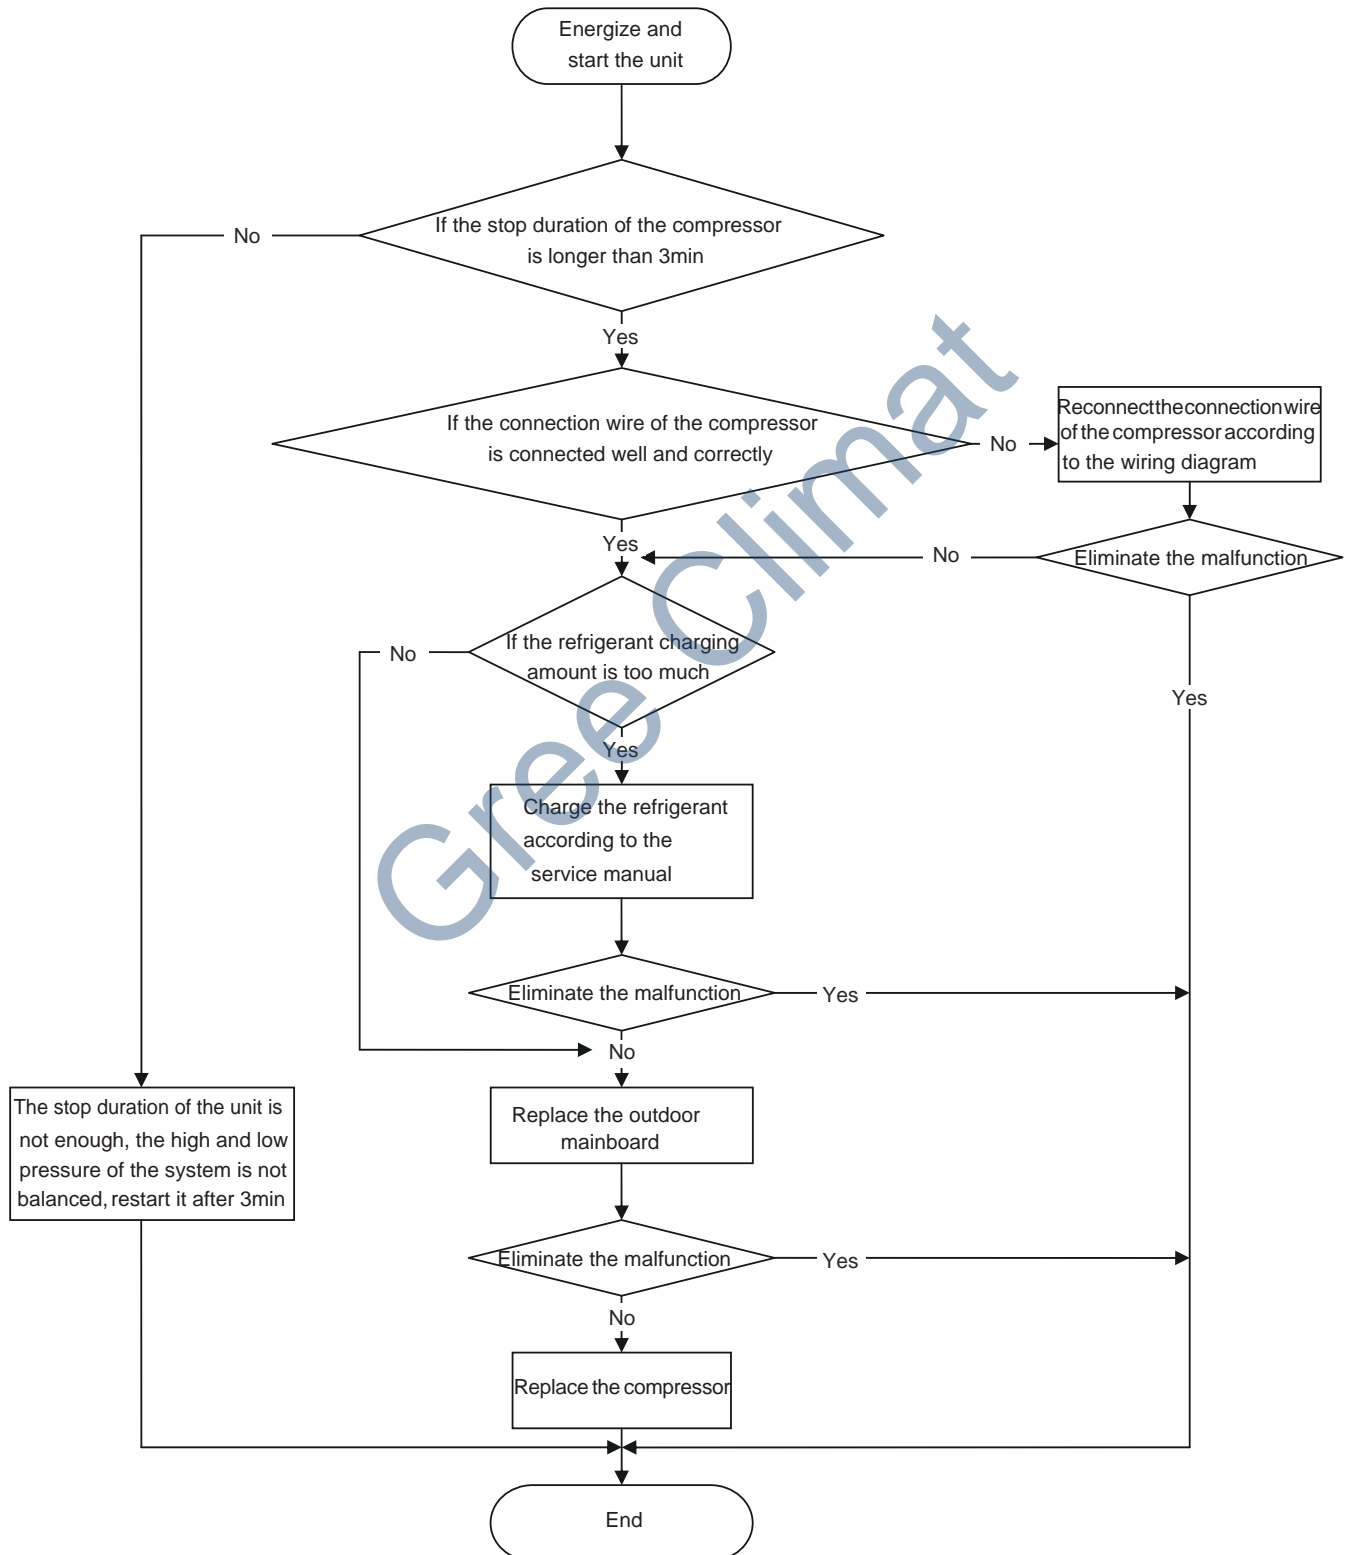 Energize and
start the unit
If the stop duration of the compressor
is longer than 3min
No
Yes
If the connection wire of the compressor
is connected well and correctly
No
Reconnect the connection wire
of the compressor according
to the wiring diagram
Yes
No
Eliminate the malfunction
If the refrigerant charging
amount is too much
No
Yes
Yes
Charge the refrigerant
according to the
service manual
Eliminate the malfunction
Yes
No
The stop duration of the unit is
not enough, the high and low
pressure of the system is not
balanced, restart it after 3min
Replace the outdoor
mainboard
Eliminate the malfunction
Yes
No
Replace the compressor
End
Gree Climat